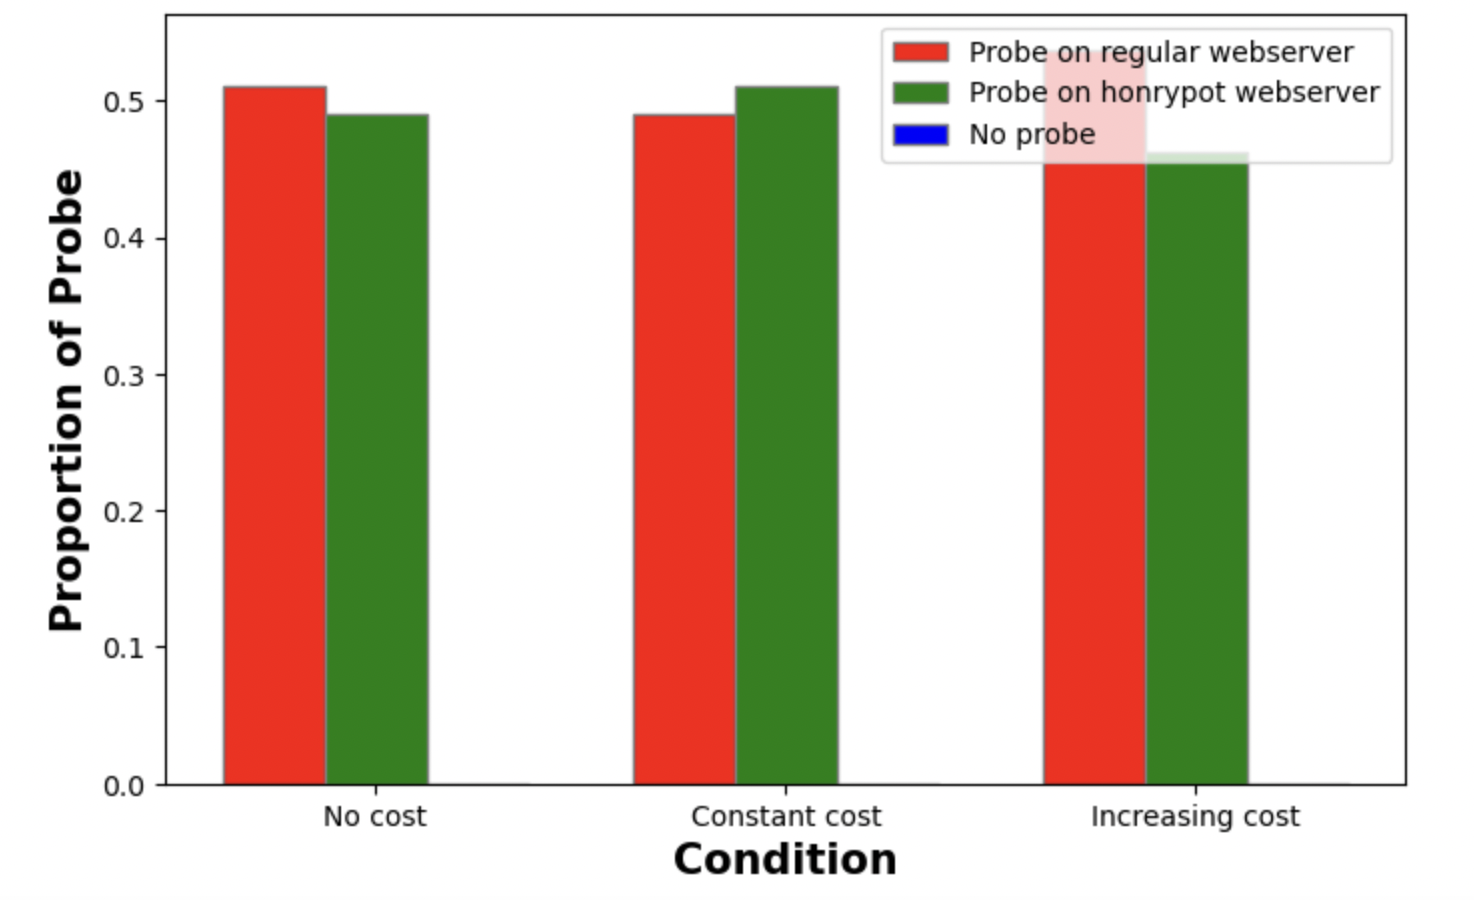 Probe on regular webserver
Probe on honrypot webserver
No probe
Proportion of Probe
0.5
0.4
0.3
0.2
0.1
0.0
No cost
Constant cost
Increasing cost
Condition